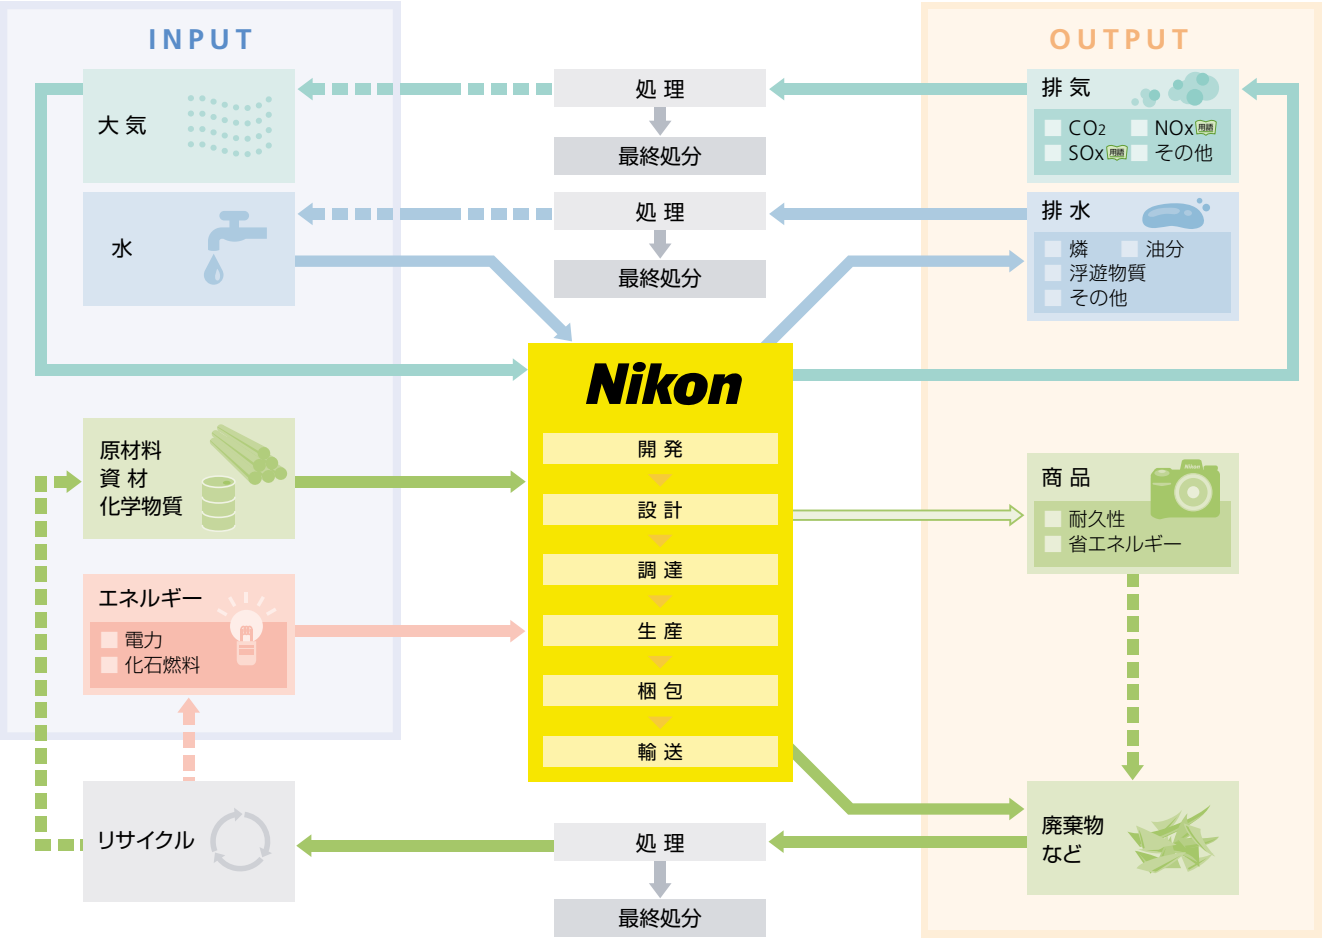 INPUT
OUTPUT
大気
処理
最終処分
排気
CO2 NOx 用語
SOx 用語 その他
水
処理
最終処分
排水
燐 油分
浮遊物質
その他
Nikon
開発
設計
調達
生産
梱包
輸送
原材料
資材
化学物質
エネルギー
電力
化石燃料
商品
Nikon
耐久性
省エネルギー
リサイクル
処理
最終処分
廃棄物
など